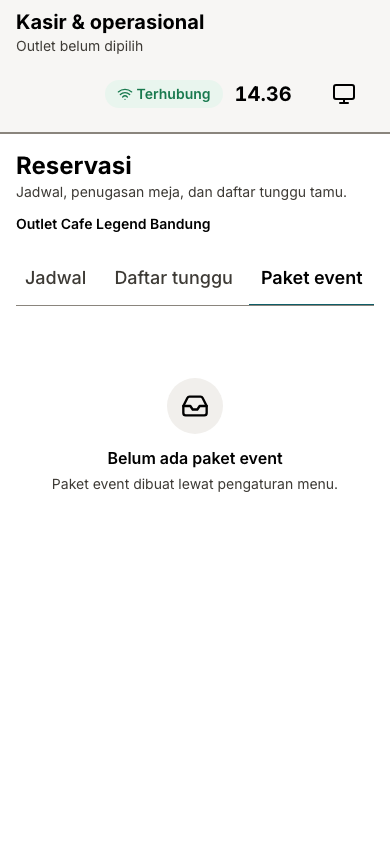 Kasir & operasional
Outlet belum dipilih
Terhubung 14.36
Reservasi
Jadwal, penugasan meja, dan daftar tunggu tamu.
Outlet Cafe Legend Bandung
Jadwal Daftar tunggu Paket event
Belum ada paket event
Paket event dibuat lewat pengaturan menu.